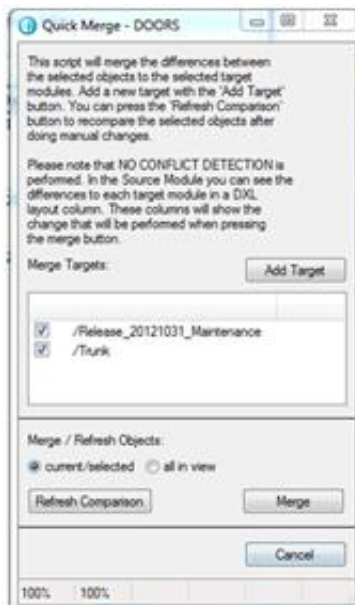 Quick Merge - DOORS
This script will merge the differences between
the selected objects to the selected target
modules. Add a new target with the 'Add Target'
button. You can press the 'Refresh Comparison'
button to recompare the selected objects after
doing manual changes.
Please note that NO CONFLICT DETECTION is
performed. In the Source Module you can see the
differences to each target module in a DXL
layout column. These columns will show the
change that will be performed when pressing
the merge button.
Merge Targets:
Add Target
/Release_20121031_Maintenance
/Trunk
Merge / Refresh Objects:
current/selected all in view
Refresh Comparison Merge
Cancel
100% 100%